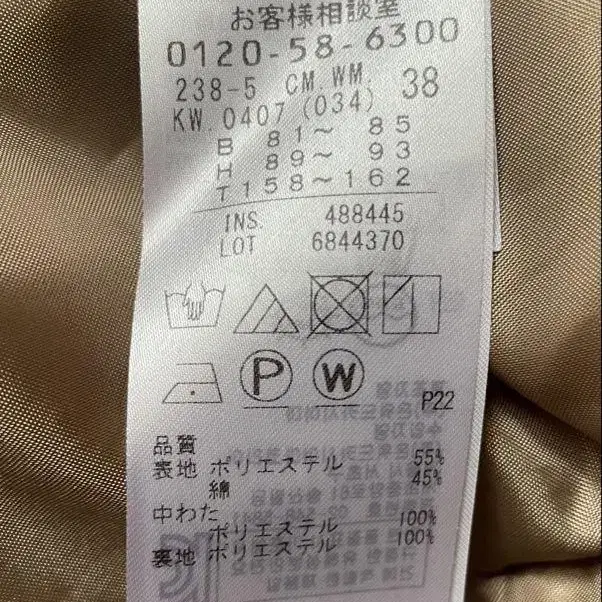 お客様相談室
0120-58-6300
238-5 CM.WM. 38
KW.0407 (034)
B 81～ 85
H 89～ 93
T158～162
INS. 488445
LOT 6844370
P W
P22
品質
表地 ポリエステル 55%
綿 45%
中わた
ポリエステル 100%
裏地 ポリエステル 100%